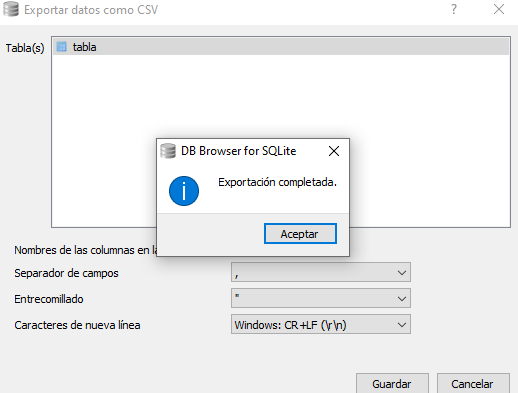 Exportar datos como CSV
Tabla(s)
tabla
DB Browser for SQLite
Exportación completada.
Aceptar
Nombres de las columnas en la
Separador de campos ,
Entrecomillado "
Caracteres de nueva línea Windows: CR+LF (\r\n)
Guardar Cancelar